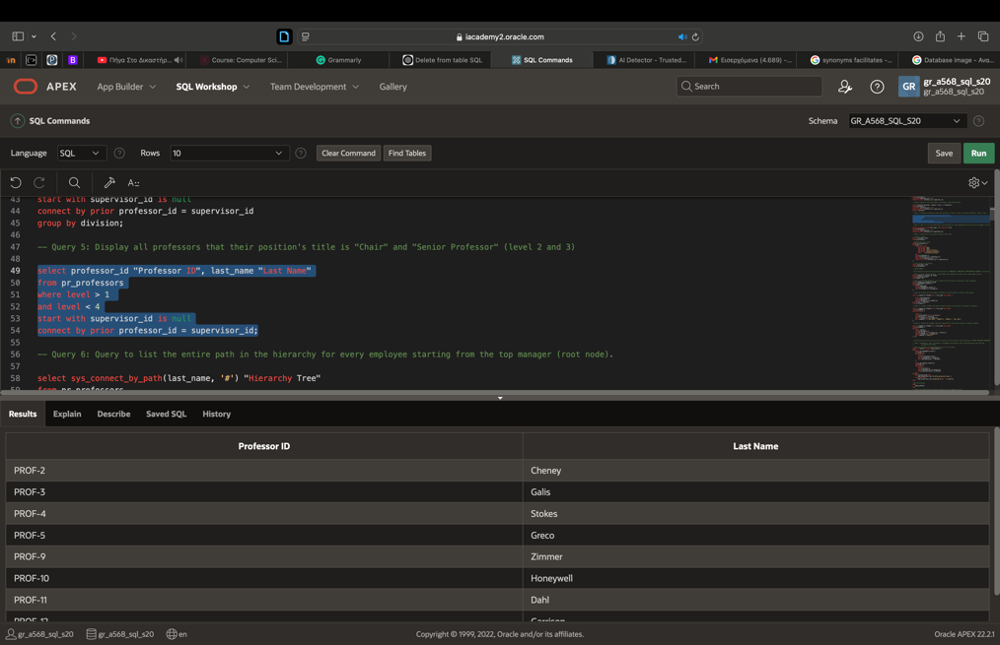 iacademy2.oracle.com
in
B
Πήγα Στο Δικαστήρ...
Course: Computer Sci...
Grammarly
Delete from table SQL
SQL Commands
AI Detector - Trusted...
Εισερχόμενα (4.689) -...
synonyms facilitates -...
Database image - Ava...
APEX
App Builder
SQL Workshop
Team Development
Gallery
Search
GR
gr_a568_sql_s20
gr_a568_sql_s20
SQL Commands
Schema
GR_A568_SQL_S20
Language
SQL
Rows
10
Clear Command
Find Tables
Save
Run
43 start with supervisor_id is null
44 connect by prior professor_id = supervisor_id
45 group by division;
46
47 -- Query 5: Display all professors that their position's title is "Chair" and "Senior Professor" (level 2 and 3)
48
49 select professor_id "Professor ID", last_name "Last Name"
50 from pr_professors
51 where level > 1
52 and level < 4
53 start with supervisor_id is null
54 connect by prior professor_id = supervisor_id;
55
56 -- Query 6: Query to list the entire path in the hierarchy for every employee starting from the top manager (root node).
57
58 select sys_connect_by_path(last_name, '#') "Hierarchy Tree"
59 from pr_professors
Results
Explain
Describe
Saved SQL
History
Professor ID Last Name
PROF-2 Cheney
PROF-3 Galis
PROF-4 Stokes
PROF-5 Greco
PROF-9 Zimmer
PROF-10 Honeywell
PROF-11 Dahl
PROF-12 Garrison
gr_a568_sql_s20
gr_a568_sql_s20
en
Copyright © 1999, 2022, Oracle and/or its affiliates.
Oracle APEX 22.2.1